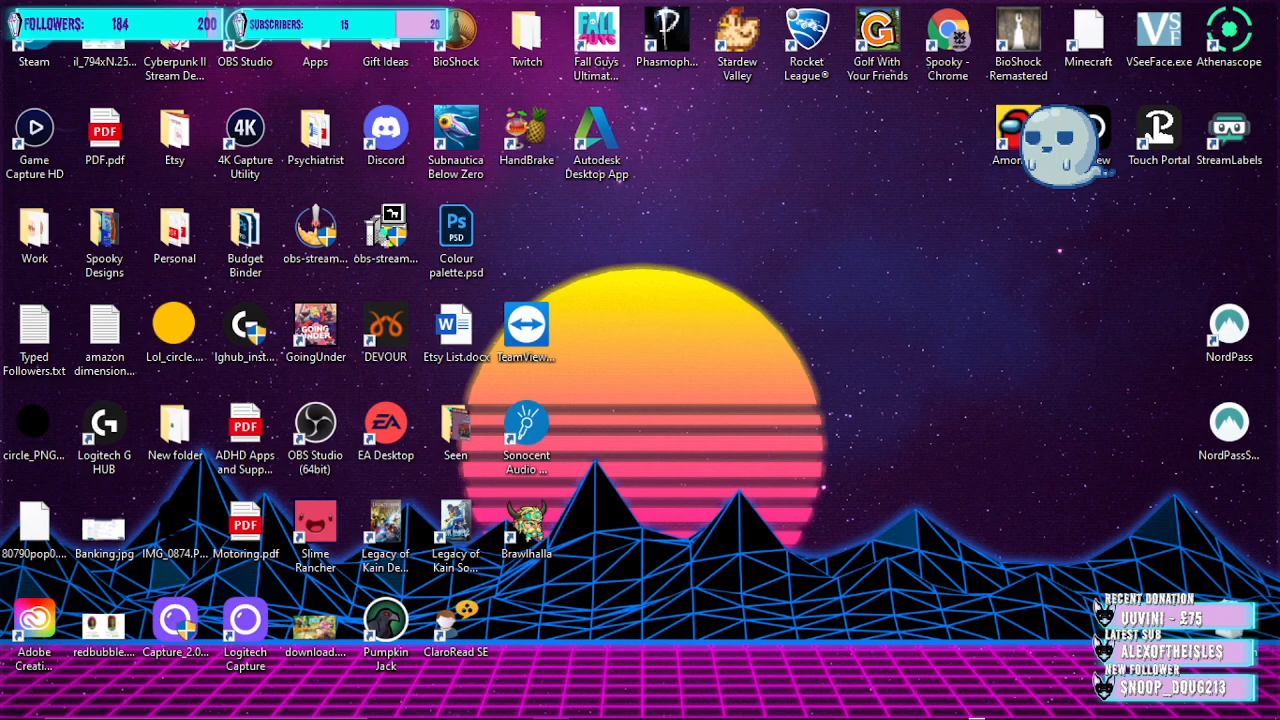 FOLLOWERS: 184 200
SUBSCRIBERS: 15 20
Steam
il_794xN.25...
Cyberpunk II
Stream De...
OBS Studio
Apps
Gift Ideas
BioShock
Twitch
Fall Guys
Ultimat...
Phasmoph...
Stardew
Valley
Rocket
League®
Golf With
Your Friends
Spooky -
Chrome
BioShock
Remastered
Minecraft
VSeeFace.exe
Athenascope
Game
Capture HD
PDF.pdf
Etsy
4K Capture
Utility
Psychiatrist
Discord
Subnautica
Below Zero
HandBrake
Autodesk
Desktop App
Touch Portal
StreamLabels
Work
Spooky
Designs
Personal
Budget
Binder
obs-stream...
obs-stream...
Colour
palette.psd
Typed
Followers.txt
amazon
dimension...
Lol_circle....
lghub_inst...
GoingUnder
DEVOUR
Etsy List.docx
TeamView...
NordPass
circle_PNG...
Logitech G
HUB
New folder
ADHD Apps
and Supp...
OBS Studio
(64bit)
EA Desktop
Seen
Sonocent
Audio ...
NordPassS...
80790pop0....
Banking.jpg
IMG_0874.P...
Motoring.pdf
Slime
Rancher
Legacy of
Kain De...
Legacy of
Kain So...
Brawlhalla
Adobe
Creati...
redbubble....
Capture_2.0...
Logitech
Capture
download....
Pumpkin
Jack
ClaroRead SE
RECENT DONATION
UUVINI - £75
LATEST SUB
ALEXOFTHEISLES
NEW FOLLOWER
SNOOP_DOUG213